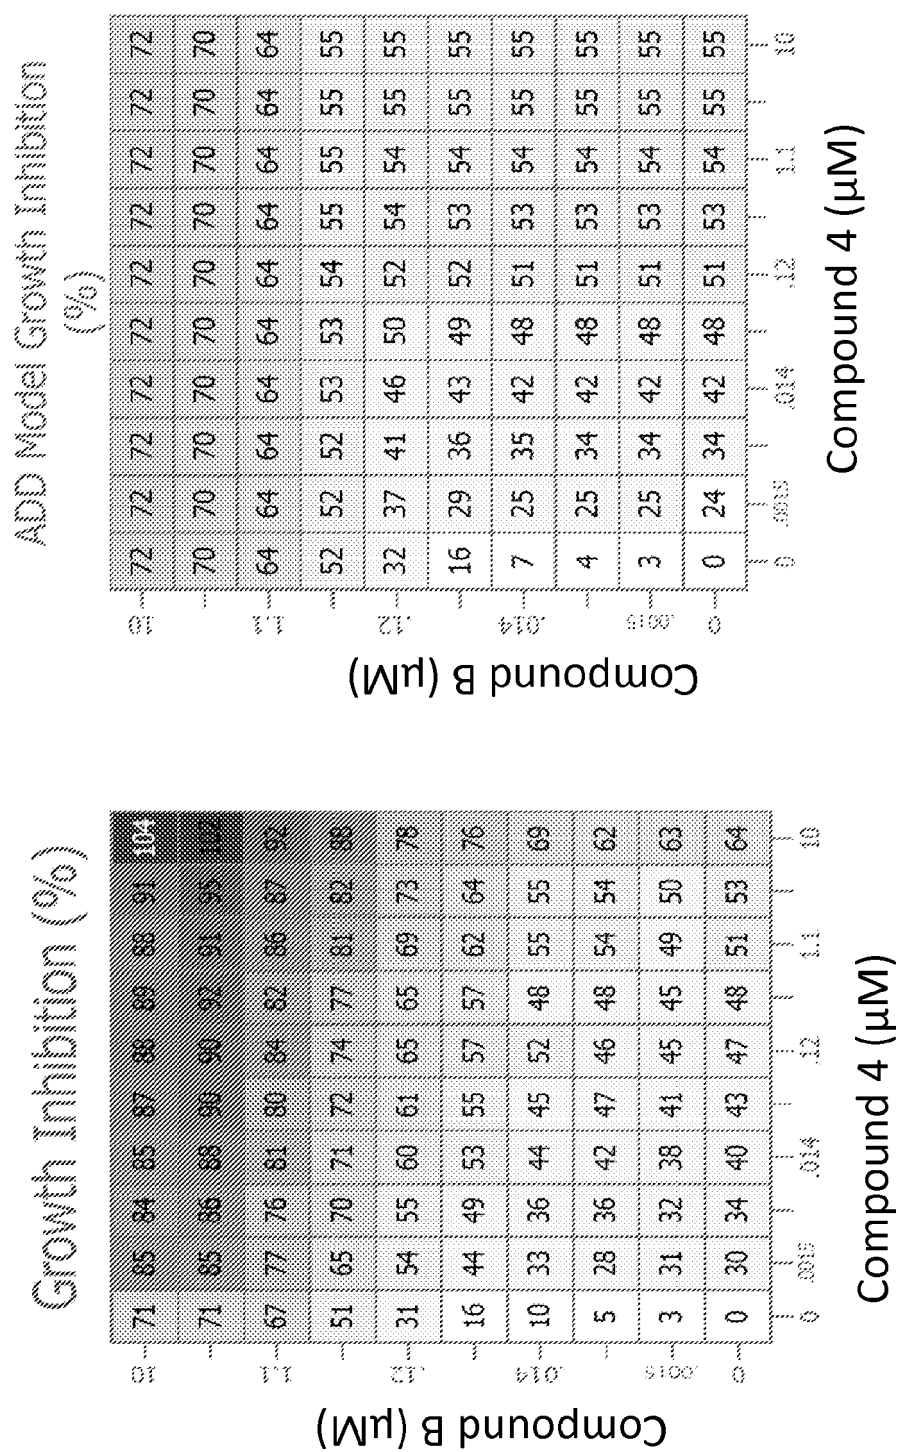 Growth Inhibition (%)
Compound B (µM)
10 71 85 84 85 87 88 89 88 91 104
71 85 86 88 90 90 92 91 95 102
1.1 67 77 76 81 80 84 82 86 87 92
51 65 70 71 72 74 77 81 82 88
.12 31 54 55 60 61 65 65 69 73 78
16 44 49 53 55 57 57 62 64 76
.014 10 33 36 44 45 52 48 55 55 69
5 28 36 42 47 46 48 54 54 62
.0015 3 31 32 38 41 45 45 49 50 63
0 0 30 34 40 43 47 48 51 53 64
0 .0015 .014 .12 1.1 10
Compound 4 (µM)
ADD Model Growth Inhibition
(%)
Compound B (µM)
10 72 72 72 72 72 72 72 72 72 72
70 70 70 70 70 70 70 70 70 70
1.1 64 64 64 64 64 64 64 64 64 64
52 52 52 53 53 54 55 55 55 55
.12 32 37 41 46 50 52 54 54 55 55
16 29 36 43 49 52 53 54 55 55
.014 7 25 35 42 48 51 53 54 55 55
4 25 34 42 48 51 53 54 55 55
.0015 3 25 34 42 48 51 53 54 55 55
0 0 24 34 42 48 51 53 54 55 55
0 .0015 .014 .12 1.1 10
Compound 4 (µM)